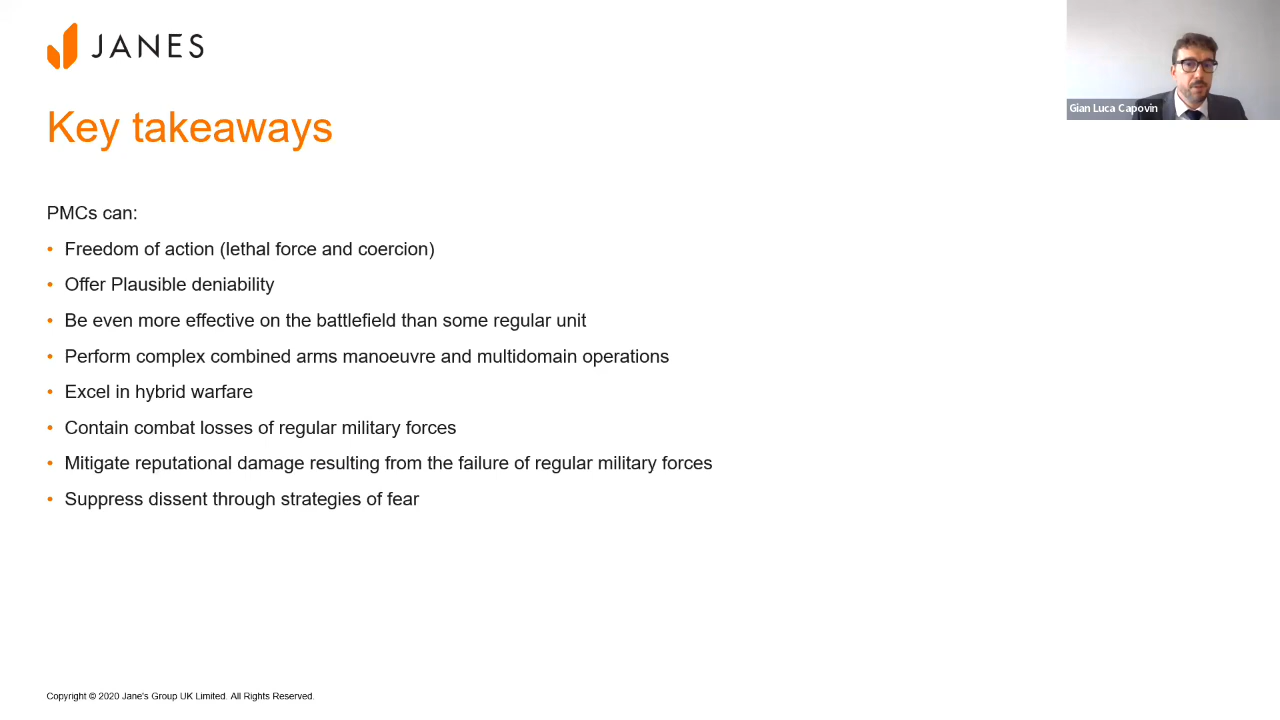 JANES
Gian Luca Capovin
Key takeaways
PMCs can:
• Freedom of action (lethal force and coercion)
• Offer Plausible deniability
• Be even more effective on the battlefield than some regular unit
• Perform complex combined arms manoeuvre and multidomain operations
• Excel in hybrid warfare
• Contain combat losses of regular military forces
• Mitigate reputational damage resulting from the failure of regular military forces
• Suppress dissent through strategies of fear
Copyright © 2020 Jane's Group UK Limited. All Rights Reserved.